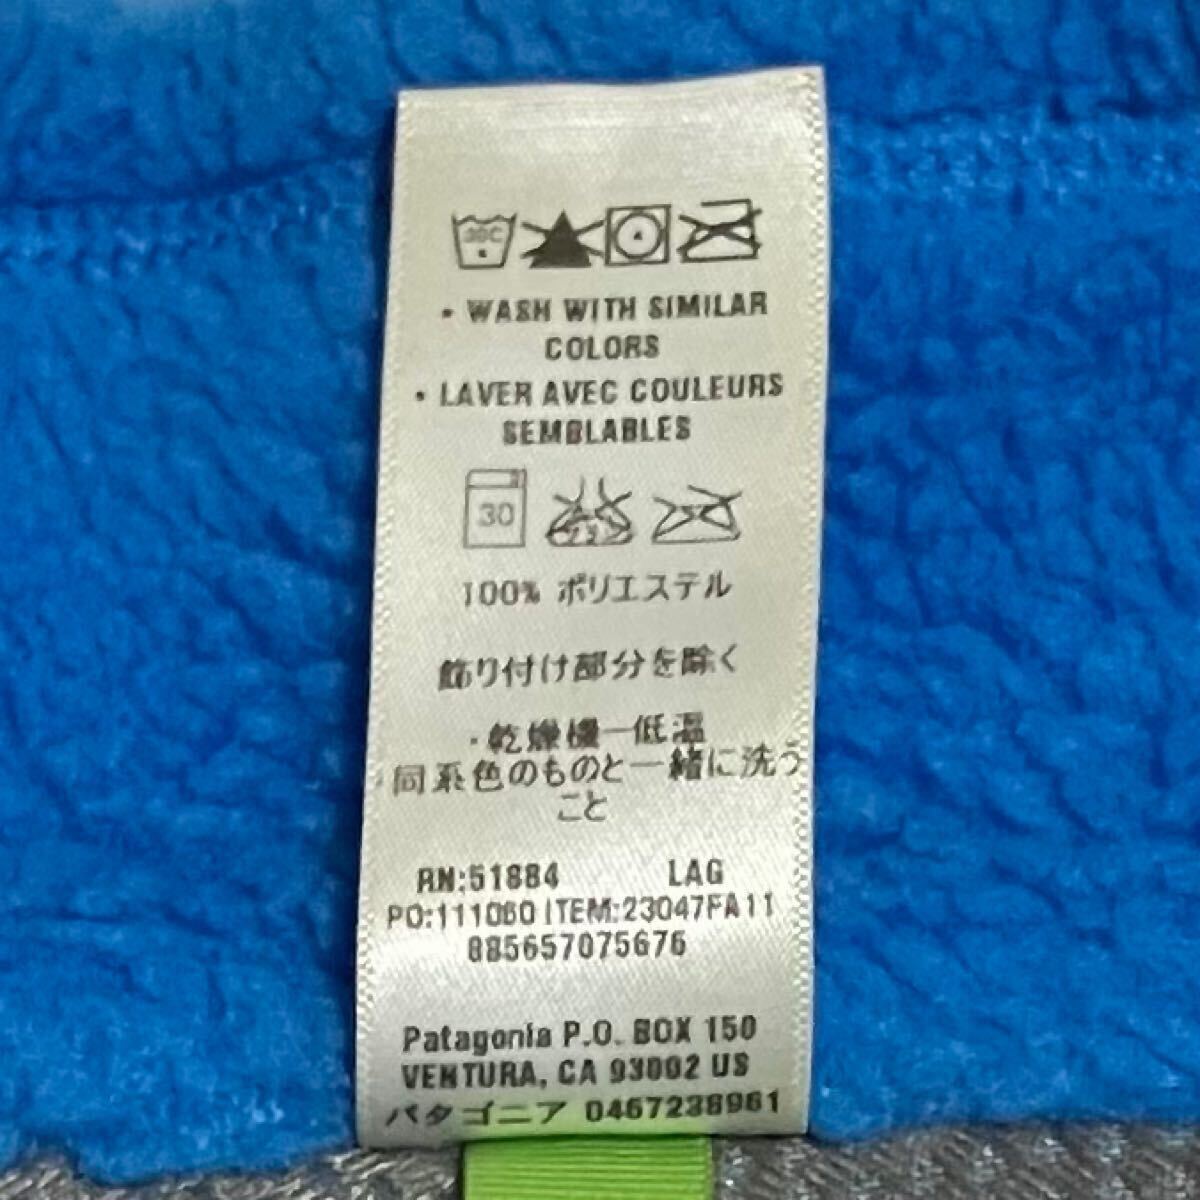 30C
• WASH WITH SIMILAR
COLORS
• LAVER AVEC COULEURS
SEMBLABLES
30
100% ポリエステル
飾り付け部分を除く
・乾燥機ー低温
同系色のものと一緒に洗う
こと
RN:51884 LAG
PO:111060 ITEM:23047FA11
885657075676
Patagonia P.O. BOX 150
VENTURA, CA 93002 US
パタゴニア 0467238961